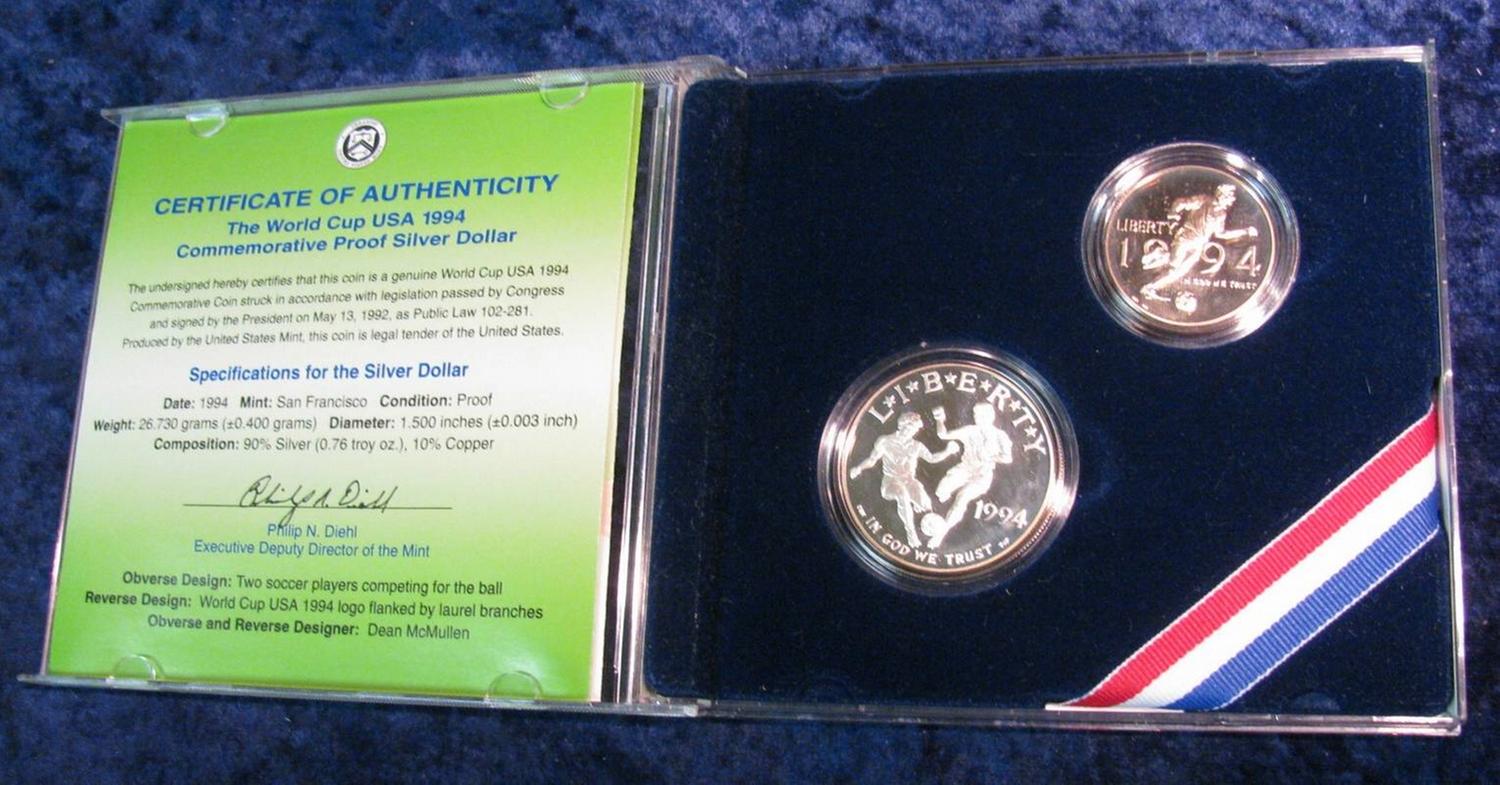 CERTIFICATE OF AUTHENTICITY
The World Cup USA 1994
Commemorative Proof Silver Dollar
The undersigned hereby certifies that this coin is a genuine World Cup USA 1994
Commemorative Coin struck in accordance with legislation passed by Congress
and signed by the President on May 13, 1992, as Public Law 102-281.
Produced by the United States Mint, this coin is legal tender of the United States.
Specifications for the Silver Dollar
Date: 1994 Mint: San Francisco Condition: Proof
Weight: 26.730 grams (±0.400 grams) Diameter: 1.500 inches (±0.003 inch)
Composition: 90% Silver (0.76 troy oz.), 10% Copper
Philip N. Diehl
Philip N. Diehl
Executive Deputy Director of the Mint
Obverse Design: Two soccer players competing for the ball
Reverse Design: World Cup USA 1994 logo flanked by laurel branches
Obverse and Reverse Designer: Dean McMullen
L★I★B★E★R★T★Y
1994
IN GOD WE TRUST
LIBERTY
1994
IN GOD WE TRUST